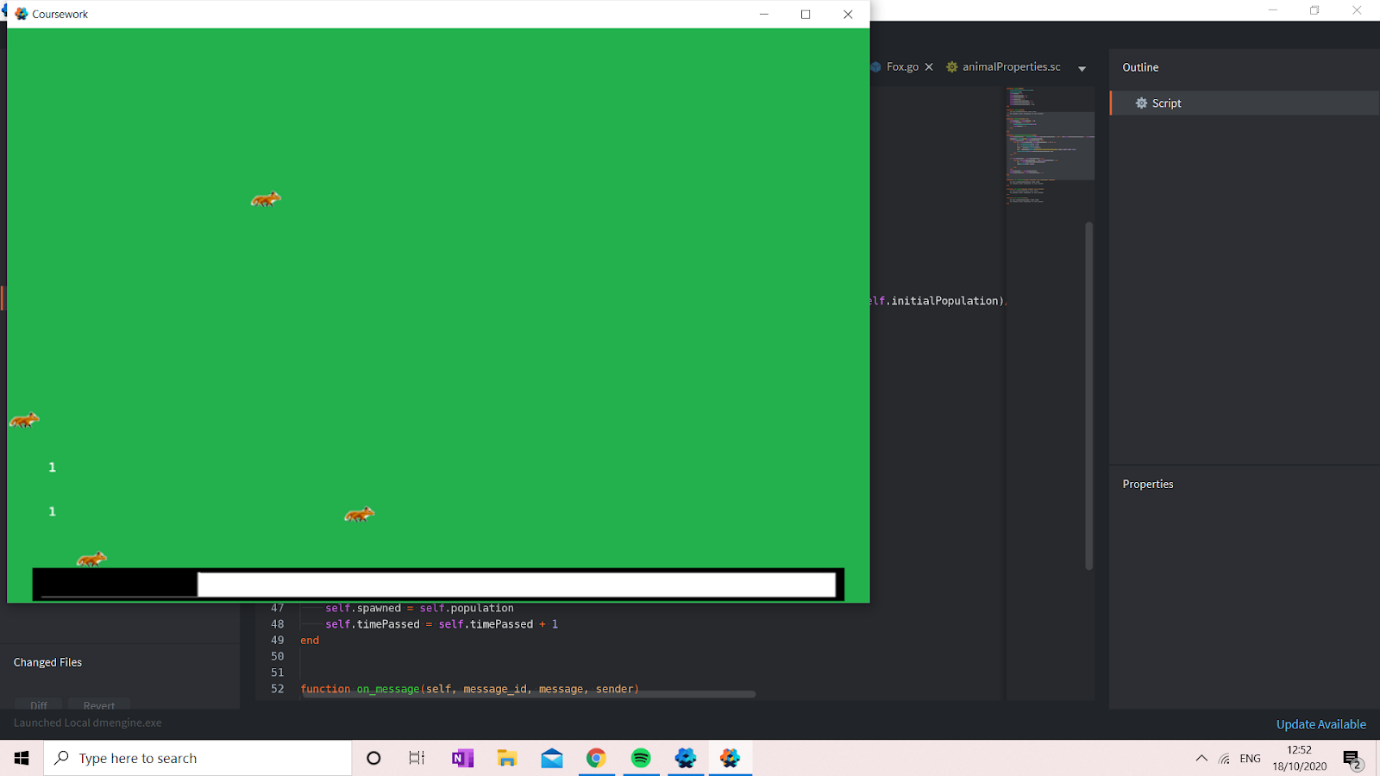 Coursework
Fox.go
animalProperties.sc
Outline
Script
elf.initialPopulation)
1
1
Properties
47 self.spawned = self.population
48 self.timePassed = self.timePassed + 1
49 end
50
51
52 function on_message(self, message_id, message, sender)
Changed Files
Diff Revert
Launched Local dmengine.exe
Update Available
Type here to search
N
ENG
12:52
18/10/2020
2